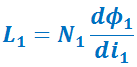 L₁ = N₁ dϕ₁/di₁